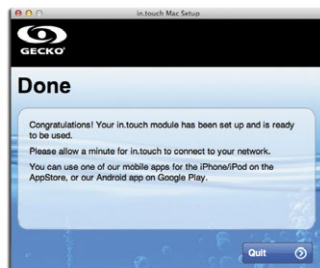 in.touch Mac Setup
GECKO®
Done
Congratulations! Your in.touch module has been set up and is ready
to be used.
Please allow a minute for in.touch to connect to your network.
You can use one of our mobile apps for the iPhone/iPod on the
AppStore, or our Android app on Google Play.
Quit